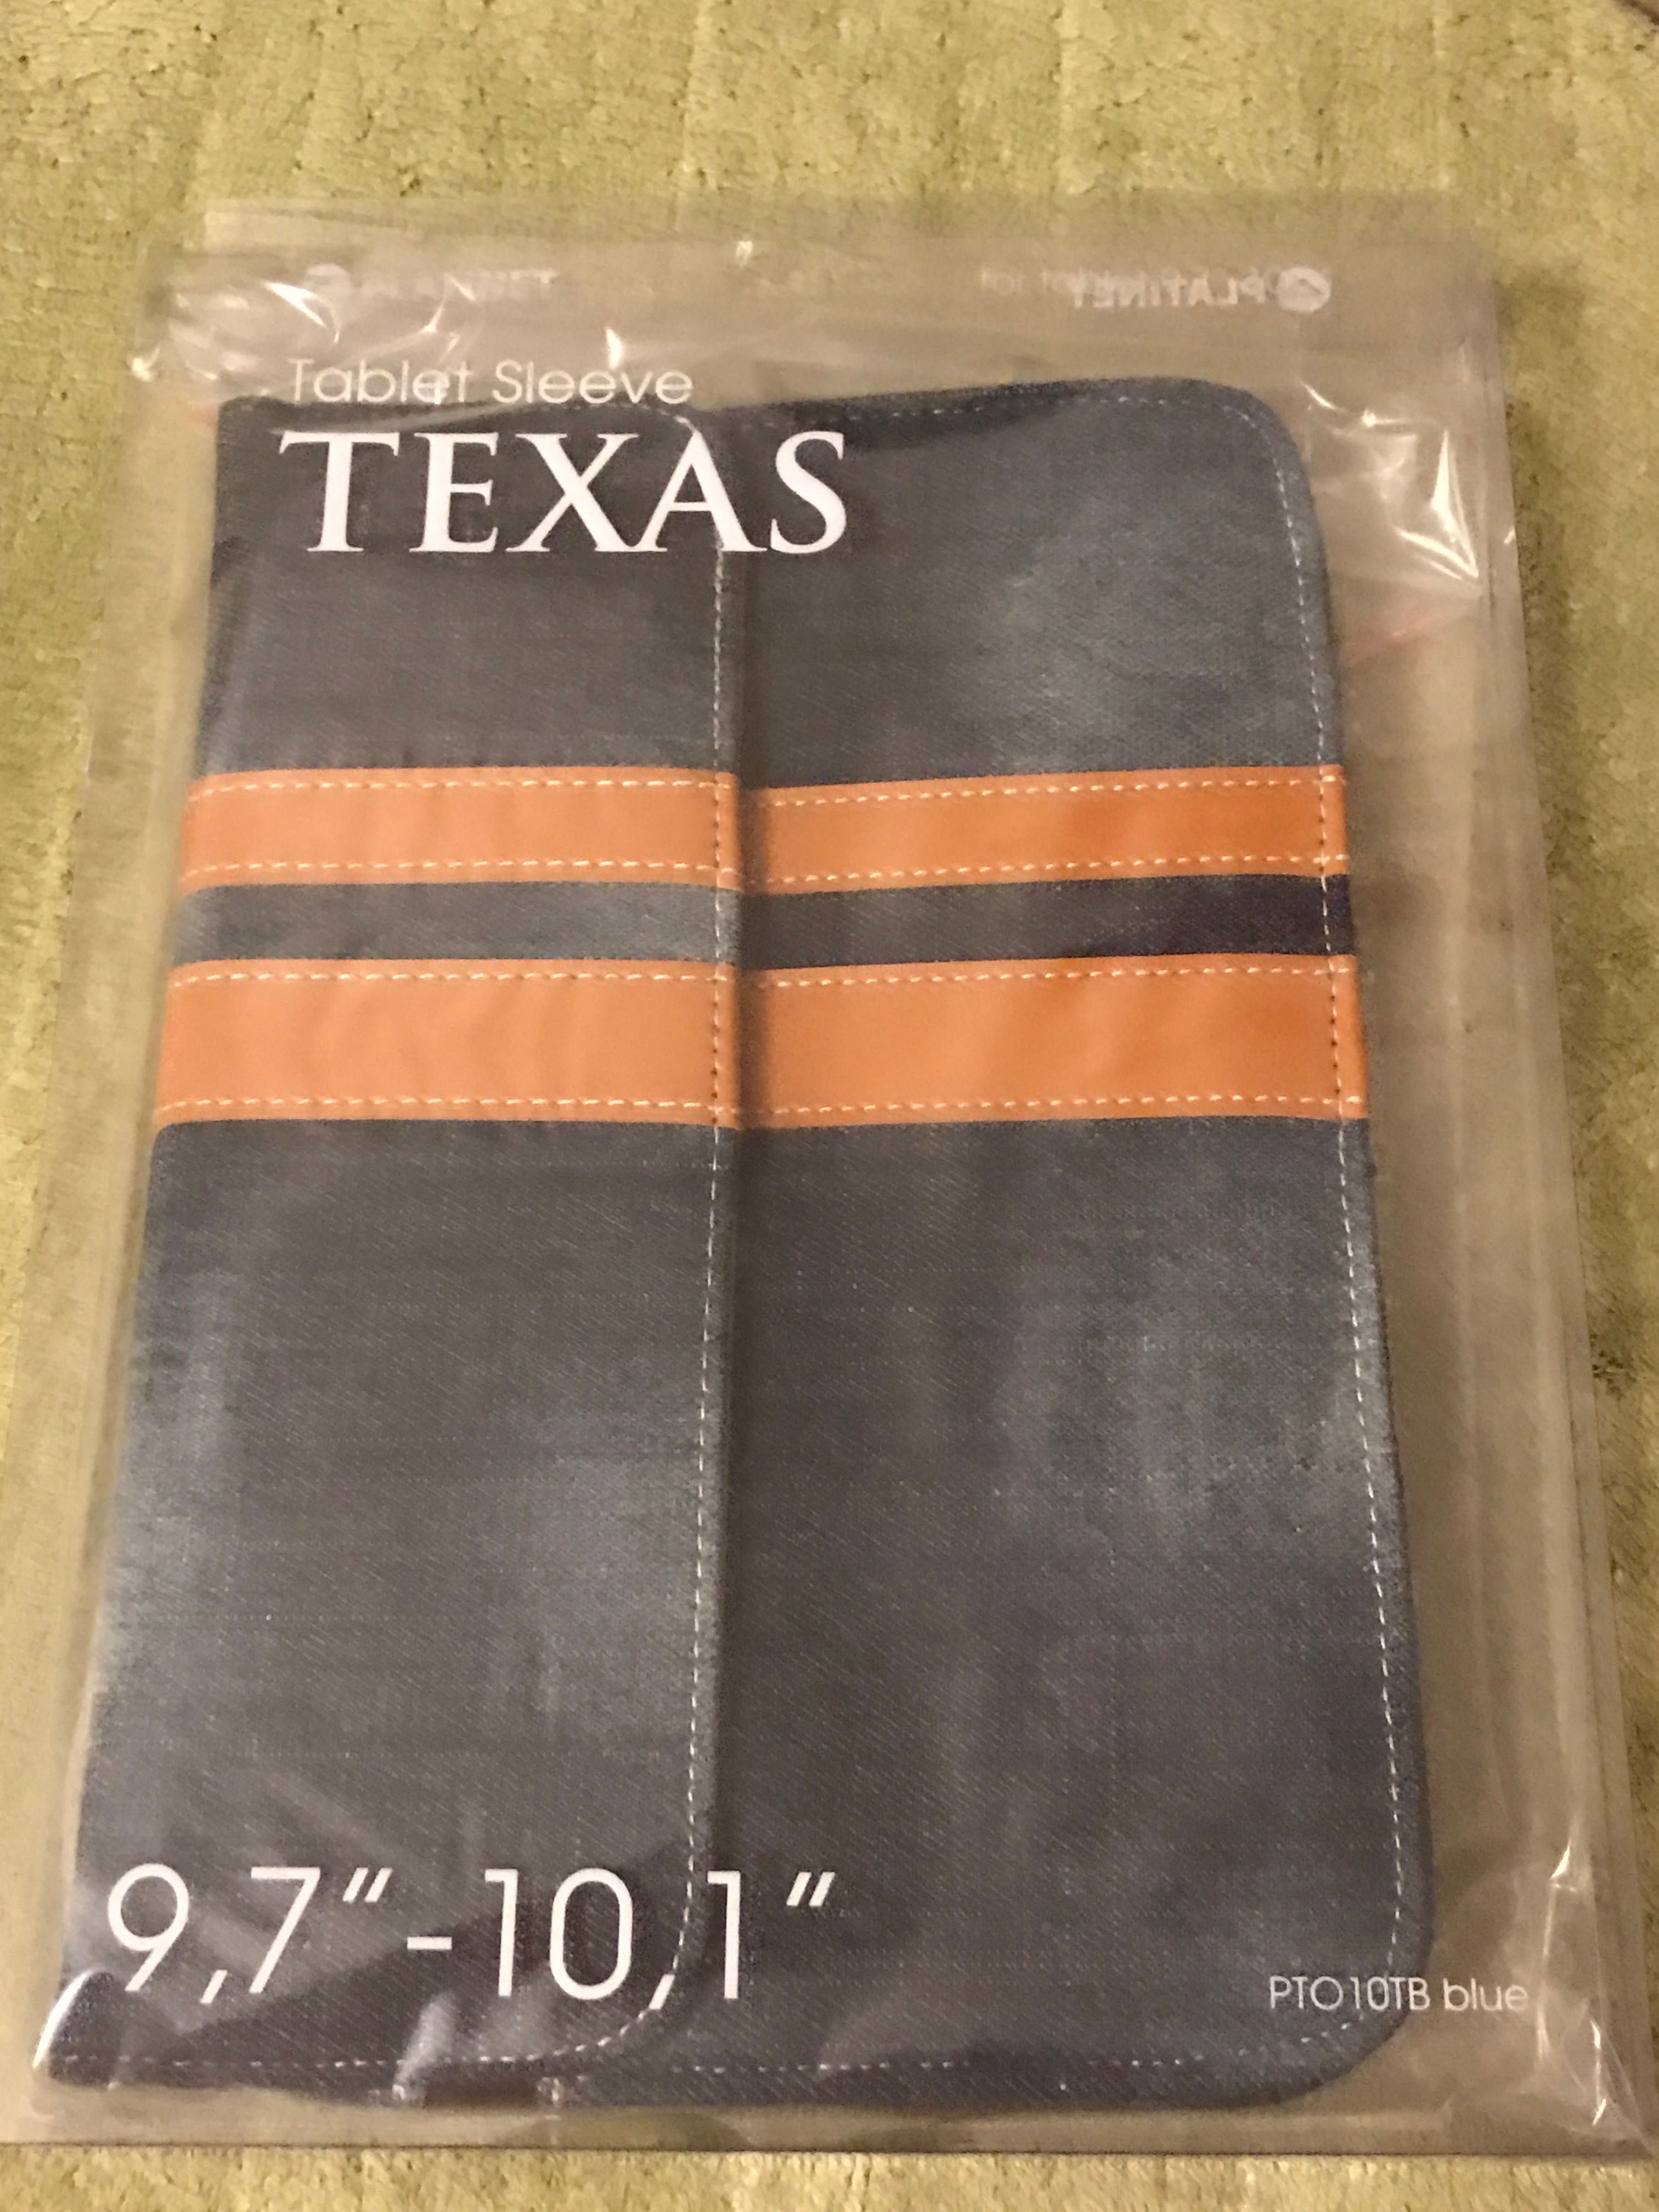 PLATINET
Tablet Sleeve
TEXAS
9,7"-10,1"
PTO10TB blue